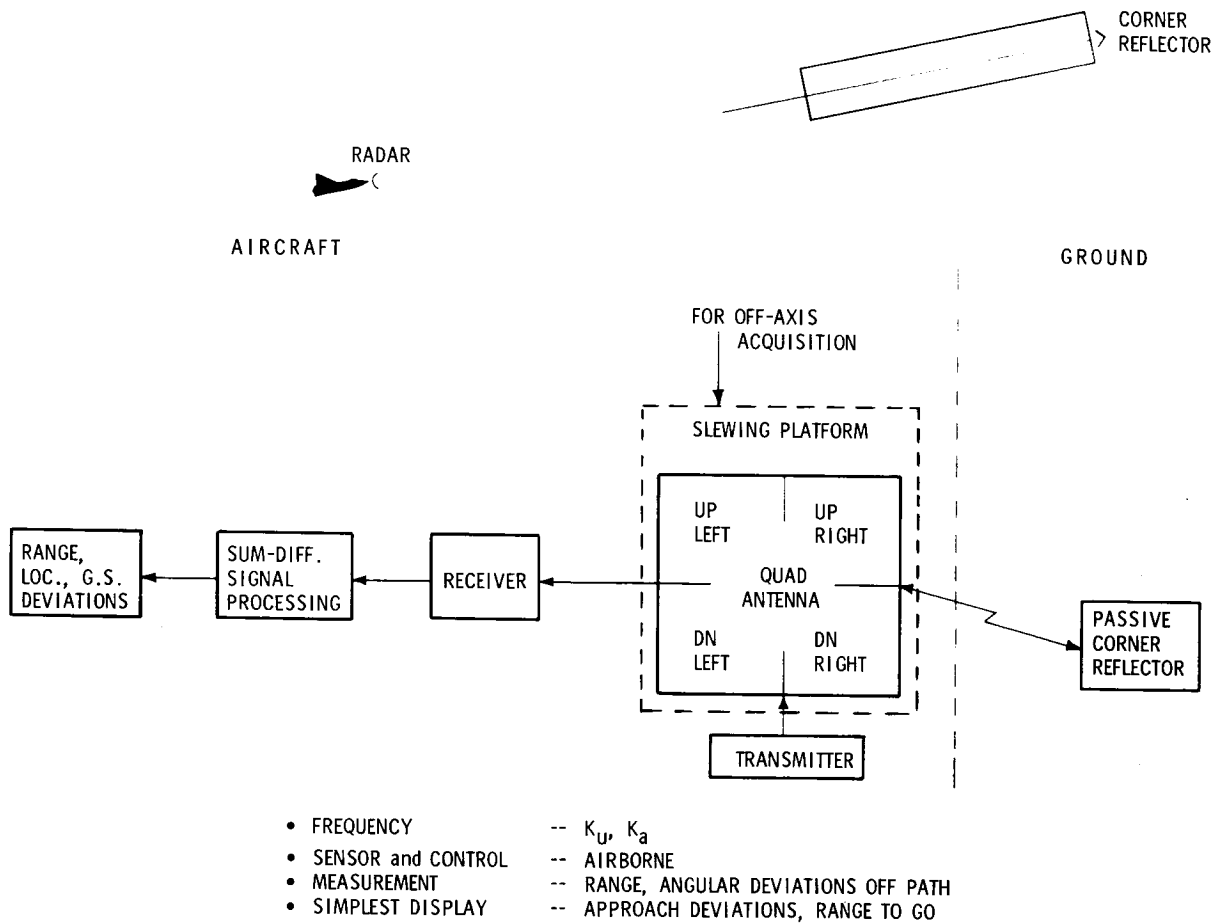 CORNER
REFLECTOR
RADAR
AIRCRAFT
GROUND
FOR OFF-AXIS
ACQUISITION
SLEWING PLATFORM
UP
LEFT
UP
RIGHT
QUAD
ANTENNA
DN
LEFT
DN
RIGHT
RANGE,
LOC., G.S.
DEVIATIONS
SUM-DIFF.
SIGNAL
PROCESSING
RECEIVER
PASSIVE
CORNER
REFLECTOR
TRANSMITTER
• FREQUENCY -- KU, Ka
• SENSOR and CONTROL -- AIRBORNE
• MEASUREMENT -- RANGE, ANGULAR DEVIATIONS OFF PATH
• SIMPLEST DISPLAY -- APPROACH DEVIATIONS, RANGE TO GO